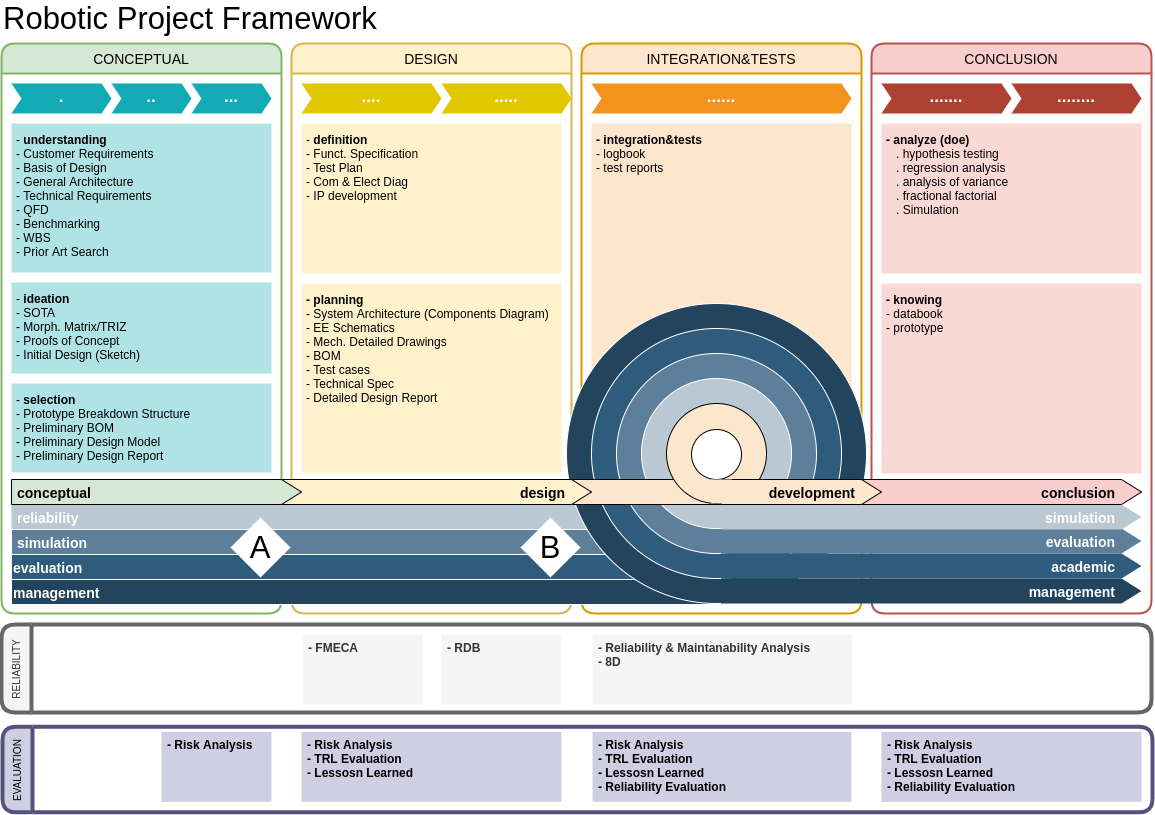 Robotic Project Framework
CONCEPTUAL
DESIGN
INTEGRATION&TESTS
CONCLUSION
.
..
...
....
.....
......
.......
........
- understanding
- Customer Requirements
- Basis of Design
- General Architecture
- Technical Requirements
- QFD
- Benchmarking
- WBS
- Prior Art Search
- ideation
- SOTA
- Morph. Matrix/TRIZ
- Proofs of Concept
- Initial Design (Sketch)
- selection
- Prototype Breakdown Structure
- Preliminary BOM
- Preliminary Design Model
- Preliminary Design Report
- definition
- Funct. Specification
- Test Plan
- Com & Elect Diag
- IP development
- planning
- System Architecture (Components Diagram)
- EE Schematics
- Mech. Detailed Drawings
- BOM
- Test cases
- Technical Spec
- Detailed Design Report
- integration&tests
- logbook
- test reports
- analyze (doe)
. hypothesis testing
. regression analysis
. analysis of variance
. fractional factorial
. Simulation
- knowing
- databook
- prototype
conceptual
design
development
conclusion
reliability
simulation
simulation
evaluation
evaluation
academic
management
management
A
B
RELIABILITY
- FMECA
- RDB
- Reliability & Maintanability Analysis
- 8D
EVALUATION
- Risk Analysis
- Risk Analysis
- TRL Evaluation
- Lessosn Learned
- Risk Analysis
- TRL Evaluation
- Lessosn Learned
- Reliability Evaluation
- Risk Analysis
- TRL Evaluation
- Lessosn Learned
- Reliability Evaluation